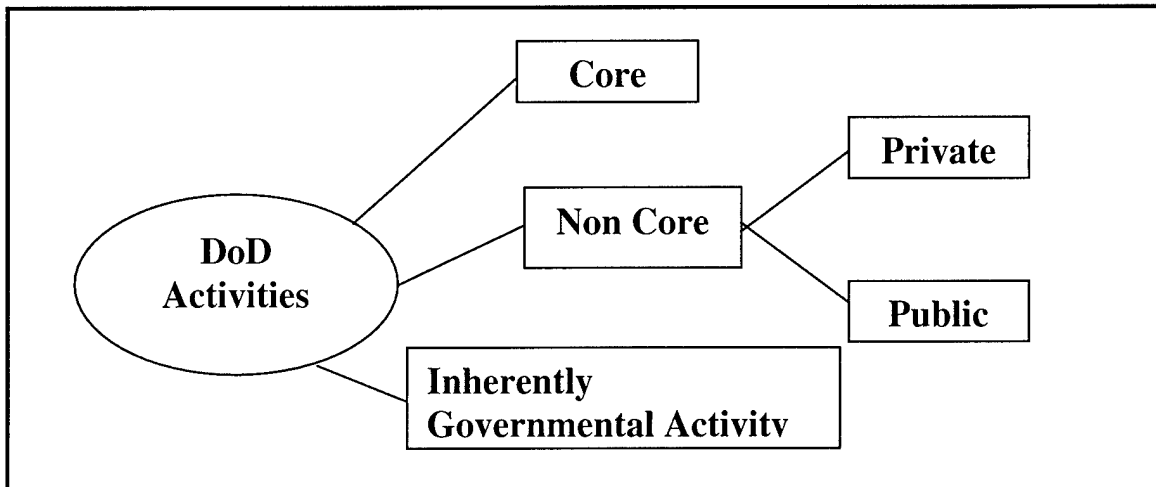 Core
Private
Non Core
DoD
Activities
Public
Inherently
Governmental Activity